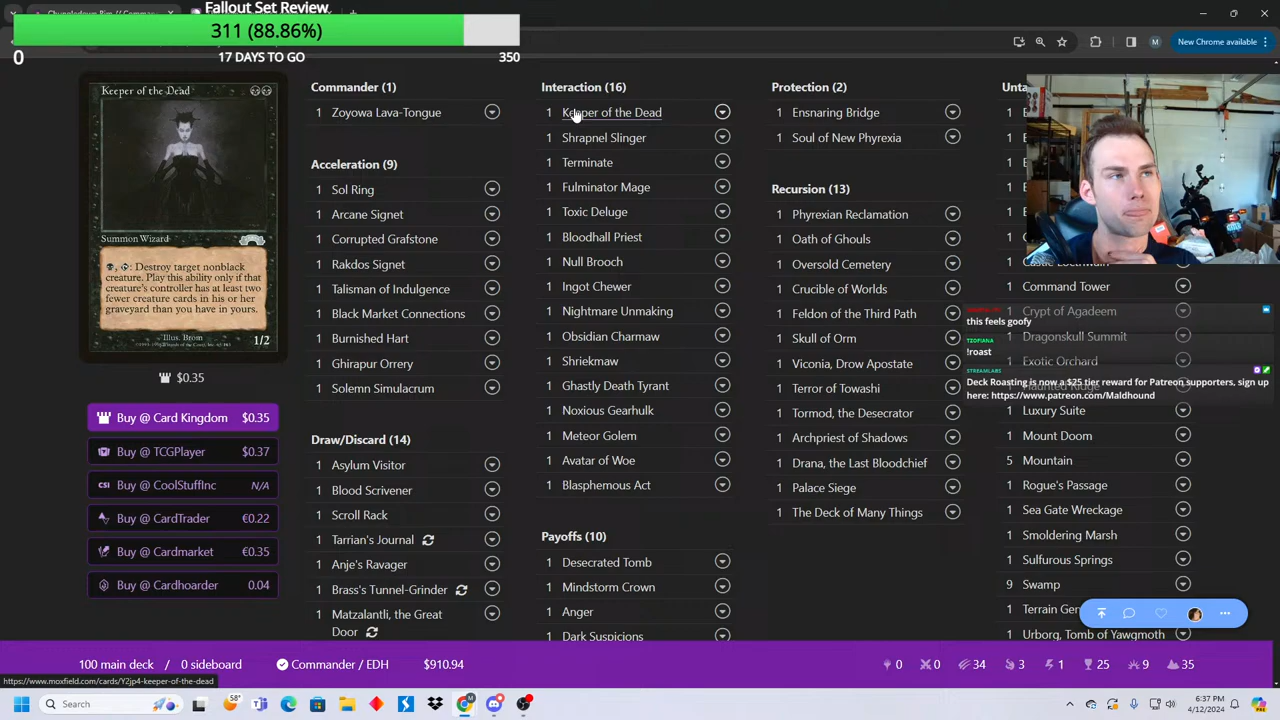 Fallout Set Review
311 (88.86%)
0
17 DAYS TO GO
350
New Chrome available
Keeper of the Dead
Summon Wizard
: Destroy target nonblack
creature. Play this ability only if that
creature's controller has at least two
fewer creature cards in his or her
graveyard than you have in yours.
Illus. Brom
1/2
$0.35
Buy @ Card Kingdom $0.35
Buy @ TCGPlayer $0.37
CSI Buy @ CoolStuffInc N/A
Buy @ CardTrader €0.22
Buy @ Cardmarket €0.35
Buy @ Cardhoarder 0.04
Commander (1)
1 Zoyowa Lava-Tongue
Acceleration (9)
1 Sol Ring
1 Arcane Signet
1 Corrupted Grafstone
1 Rakdos Signet
1 Talisman of Indulgence
1 Black Market Connections
1 Burnished Hart
1 Ghirapur Orrery
1 Solemn Simulacrum
Draw/Discard (14)
1 Asylum Visitor
1 Blood Scrivener
1 Scroll Rack
1 Tarrian's Journal
1 Anje's Ravager
1 Brass's Tunnel-Grinder
1 Matzalantli, the Great
Door
Interaction (16)
1 Keeper of the Dead
1 Shrapnel Slinger
1 Terminate
1 Fulminator Mage
1 Toxic Deluge
1 Bloodhall Priest
1 Null Brooch
1 Ingot Chewer
1 Nightmare Unmaking
1 Obsidian Charmaw
1 Shriekmaw
1 Ghastly Death Tyrant
1 Noxious Gearhulk
1 Meteor Golem
1 Avatar of Woe
1 Blasphemous Act
Payoffs (10)
1 Desecrated Tomb
1 Mindstorm Crown
1 Anger
1 Dark Suspicions
Protection (2)
1 Ensnaring Bridge
1 Soul of New Phyrexia
Recursion (13)
1 Phyrexian Reclamation
1 Oath of Ghouls
1 Oversold Cemetery
1 Crucible of Worlds
1 Feldon of the Third Path
1 Skull of Orm
1 Viconia, Drow Apostate
1 Terror of Towashi
1 Tormod, the Desecrator
1 Archpriest of Shadows
1 Drana, the Last Bloodchief
1 Palace Siege
1 The Deck of Many Things
Unta
1 Castle Locthwain
1 Command Tower
Crypt of Agadeem
Dragonskull Summit
Exotic Orchard
1 Luxury Suite
1 Mount Doom
5 Mountain
1 Rogue's Passage
1 Sea Gate Wreckage
1 Smoldering Marsh
1 Sulfurous Springs
9 Swamp
1 Terrain Gen
1 Urborg, Tomb of Yawgmoth
this feels goofy
TZOFIANA
!roast
STREAMLABS
Deck Roasting is now a $25 tier reward for Patreon supporters, sign up
here: https://www.patreon.com/Maldhound
100 main deck / 0 sideboard
Commander / EDH
$910.94
0 0 34 3 1 25 9 35
https://www.moxfield.com/cards/Y2jp4-keeper-of-the-dead
Search
58°
6:37 PM
4/12/2024